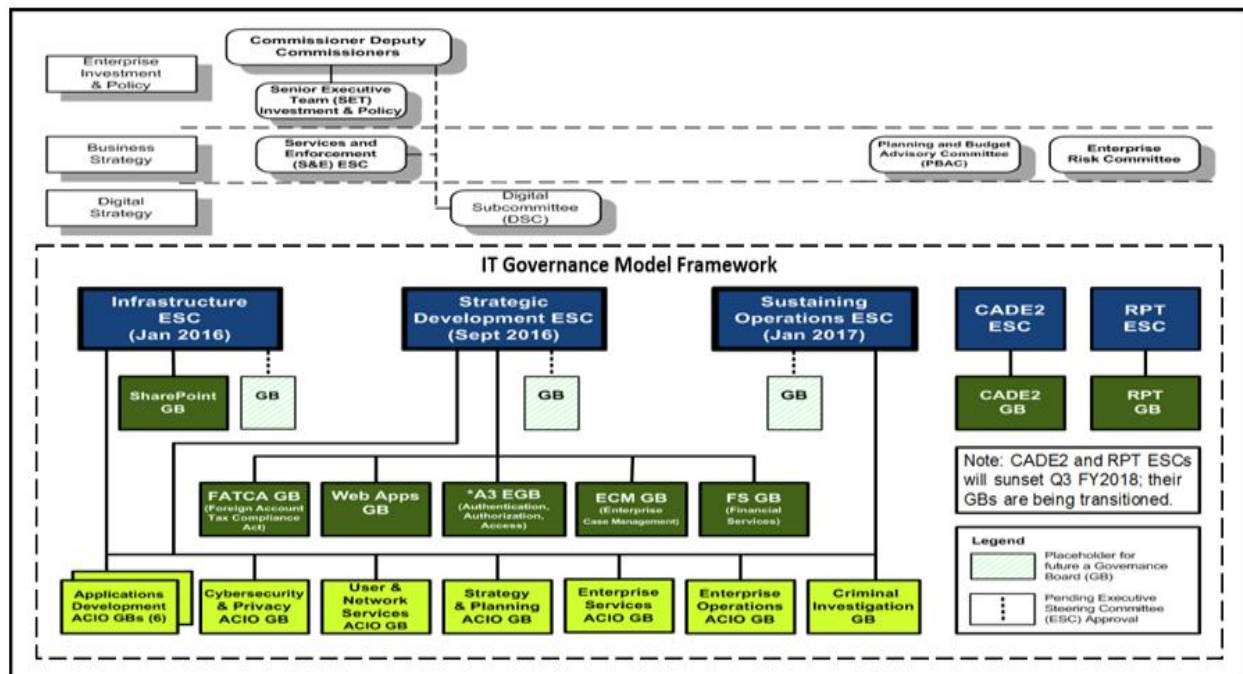 Commissioner Deputy
Commissioners
Enterprise
Investment
& Policy
Senior Executive
Team (SET)
Investment & Policy
Business
Strategy
Services and
Enforcement
(S&E) ESC
Planning and Budget
Advisory Committee
(PBAC)
Enterprise
Risk Committee
Digital
Strategy
Digital
Subcommittee
(DSC)
IT Governance Model Framework
Infrastructure
ESC
(Jan 2016)
Strategic
Development ESC
(Sept 2016)
Sustaining
Operations ESC
(Jan 2017)
CADE2
ESC
RPT
ESC
SharePoint
GB
GB
GB
GB
CADE2
GB
RPT
GB
Note: CADE2 and RPT ESCs
will sunset Q3 FY2018; their
GBs are being transitioned.
FATCA GB
(Foreign Account
Tax Compliance
Act)
Web Apps
GB
*A3 EGB
(Authentication,
Authorization,
Access)
ECM GB
(Enterprise
Case Management)
FS GB
(Financial
Services)
Legend
Placeholder for
future a Governance
Board (GB)
Pending Executive
Steering Committee
(ESC) Approval
Applications
Development
ACIO GBs (6)
Cybersecurity
& Privacy
ACIO GB
User &
Network
Services
ACIO GB
Strategy
& Planning
ACIO GB
Enterprise
Services
ACIO GB
Enterprise
Operations
ACIO GB
Criminal
Investigation
GB